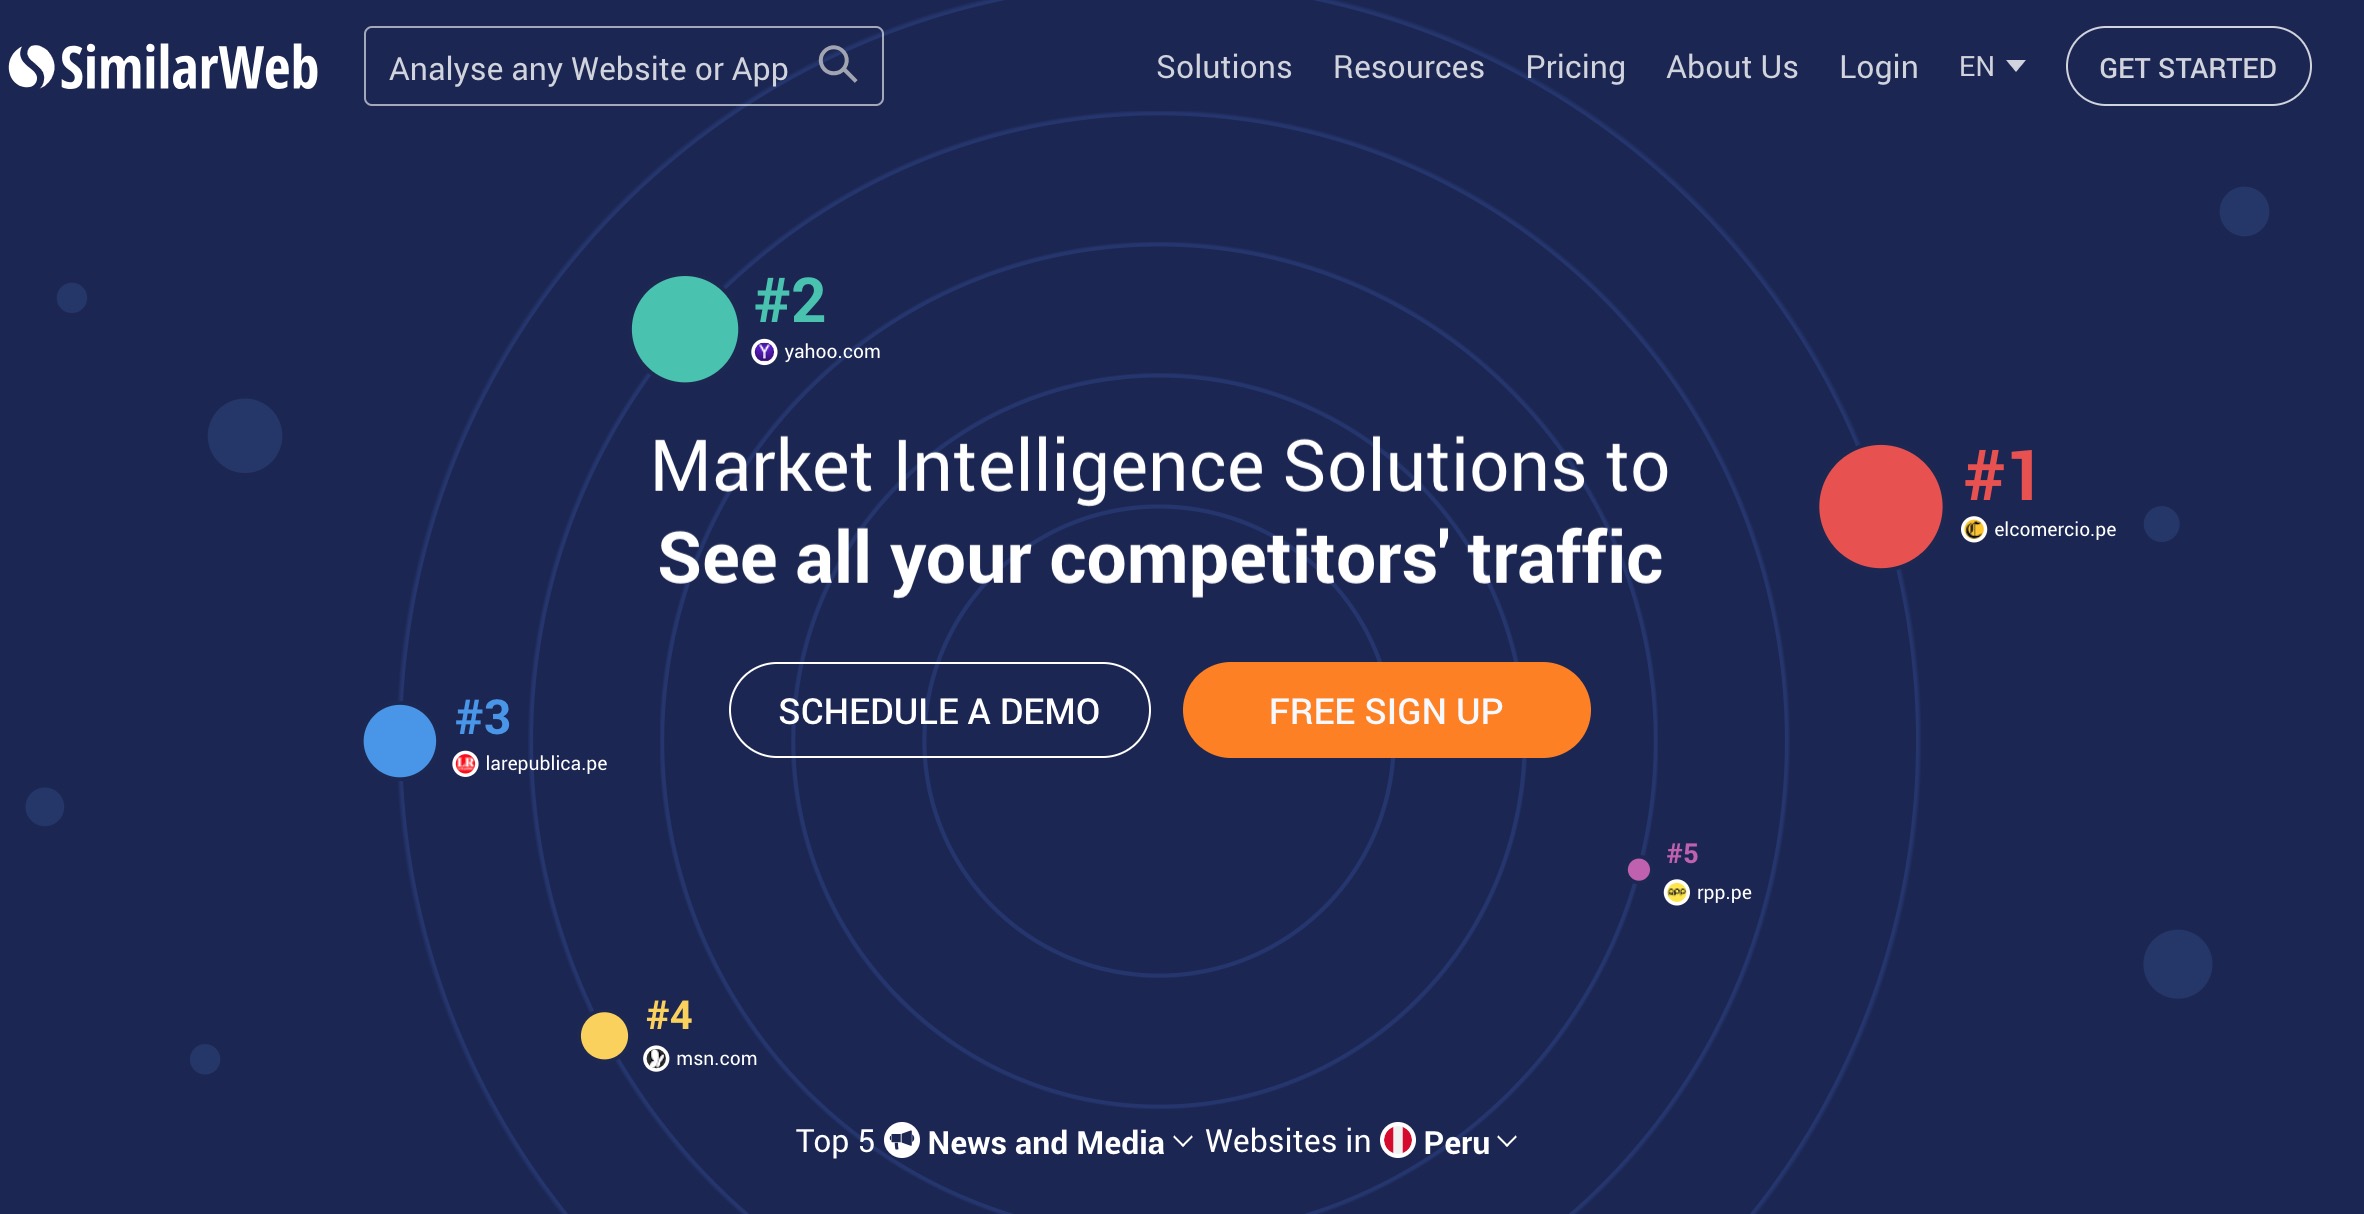 SimilarWeb
Analyse any Website or App
Solutions Resources Pricing About Us Login EN GET STARTED
#2
yahoo.com
Market Intelligence Solutions to
See all your competitors' traffic
#1
elcomercio.pe
SCHEDULE A DEMO
FREE SIGN UP
#3
LR larepublica.pe
#5
rpp rpp.pe
#4
msn.com
Top 5 News and Media Websites in Peru